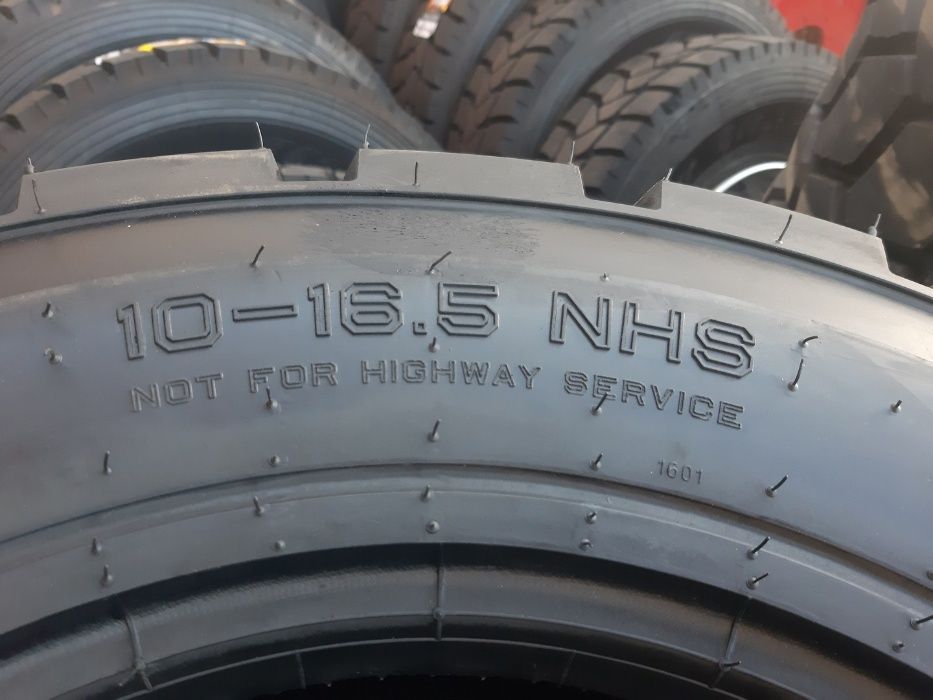 10-16.5 NHS
NOT FOR HIGHWAY SERVICE
1601